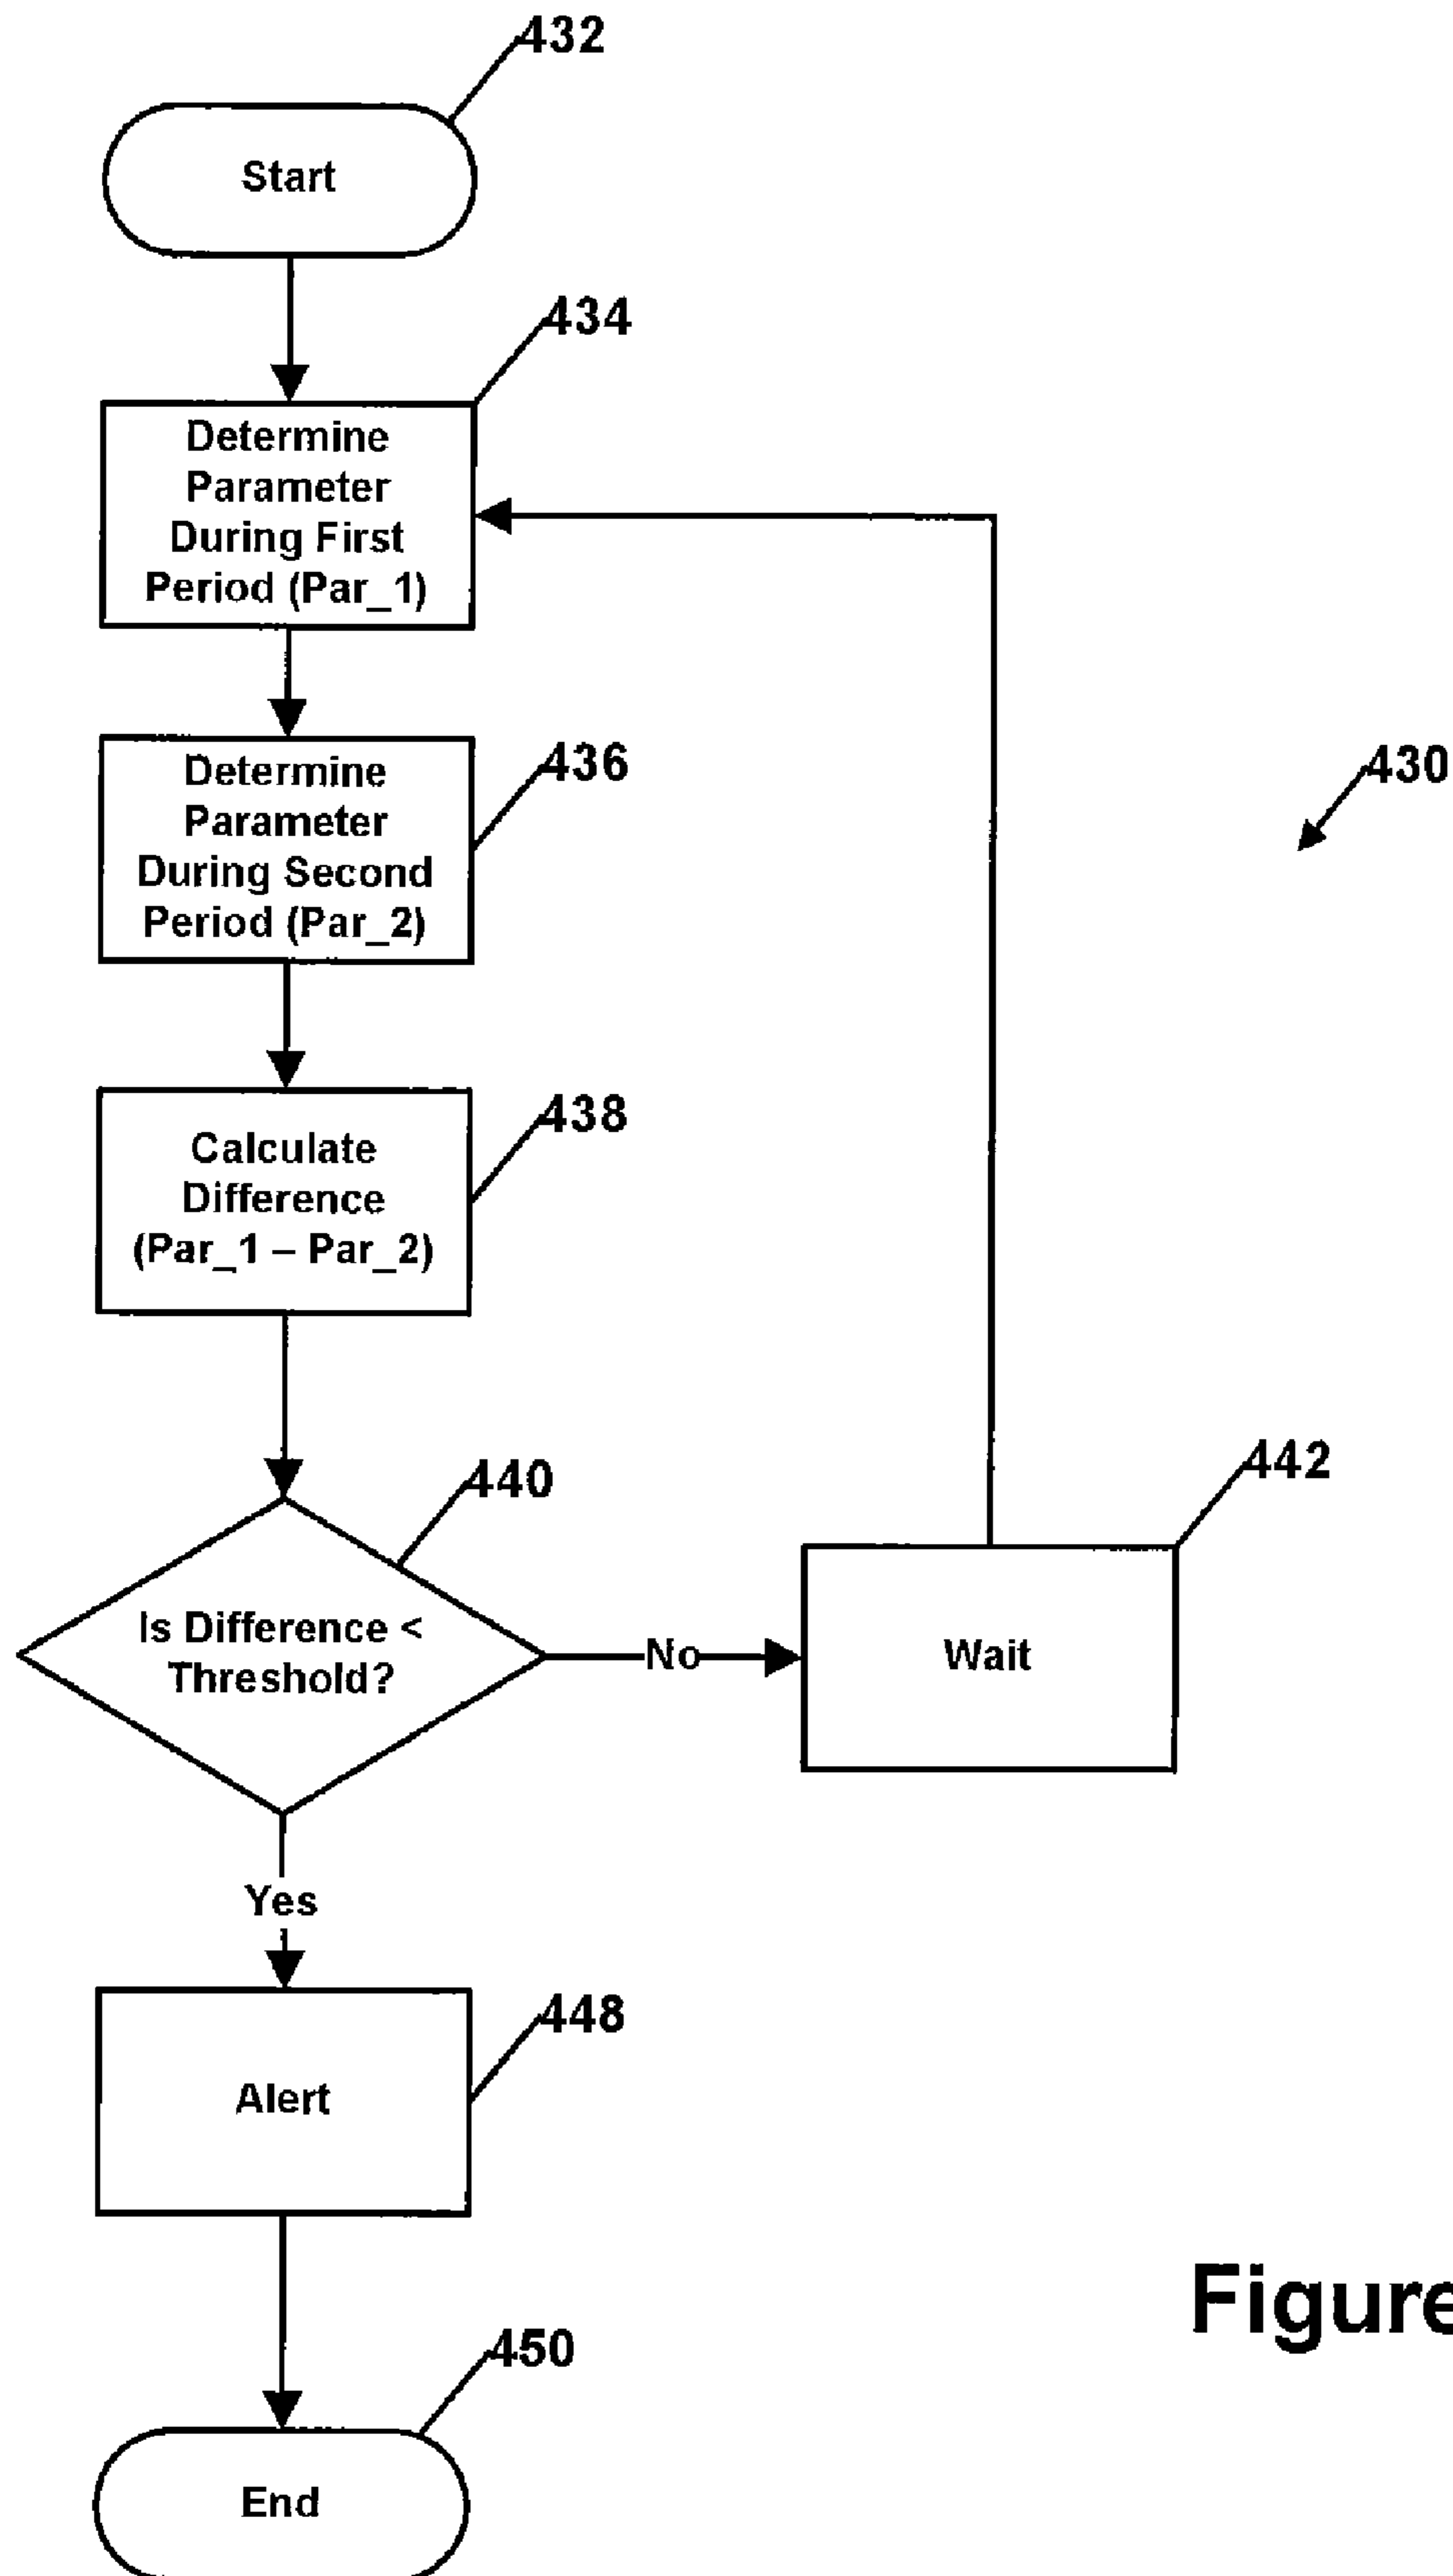 432
Start
434
Determine
Parameter
During First
Period (Par_1)
436
Determine
Parameter
During Second
Period (Par_2)
430
438
Calculate
Difference
(Par_1 – Par_2)
440
Is Difference <
Threshold?
No
442
Wait
Yes
448
Alert
Figure
450
End